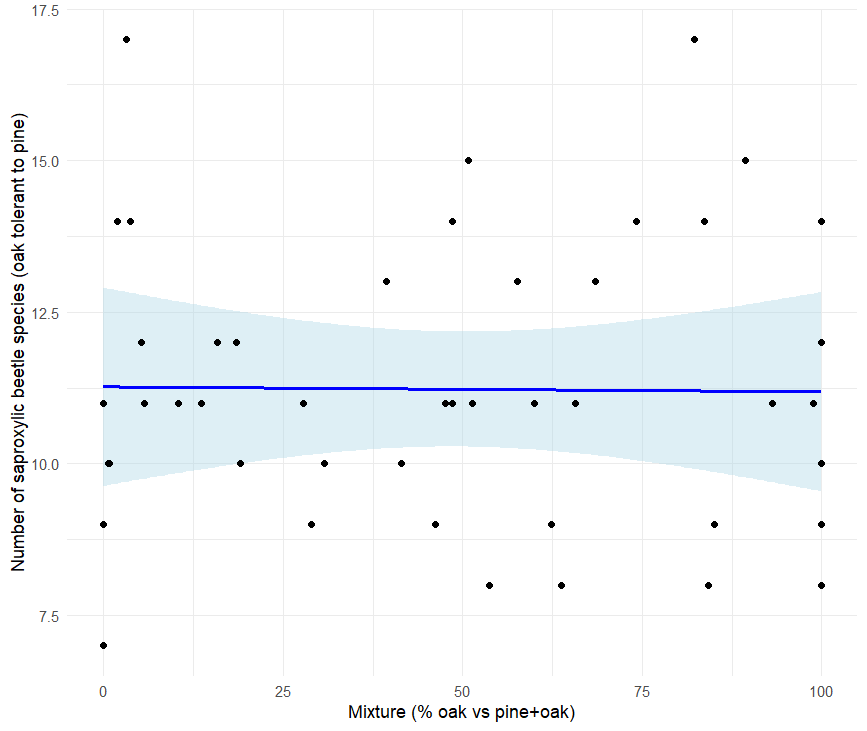 Number of saproxylic beetle species (oak tolerant to pine)
17.5
15.0
12.5
10.0
7.5
0 25 50 75 100
Mixture (% oak vs pine+oak)